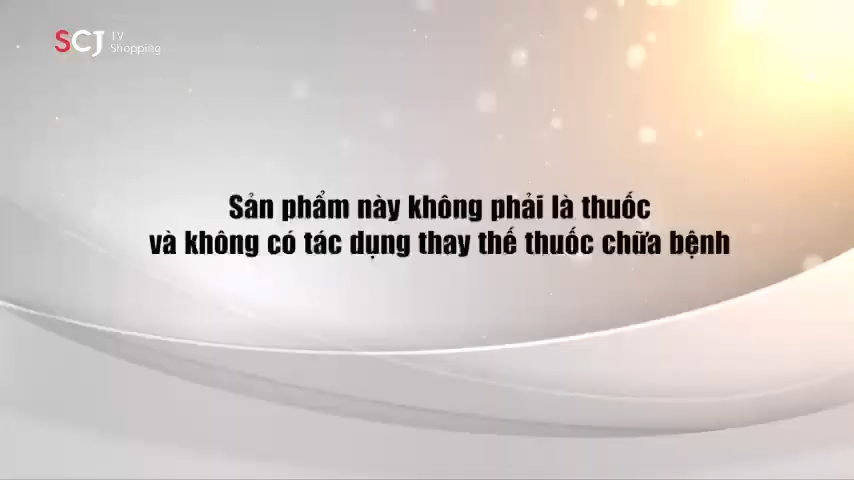 SCJ TV
Shopping
Sản phẩm này không phải là thuốc
và không có tác dụng thay thế thuốc chữa bệnh